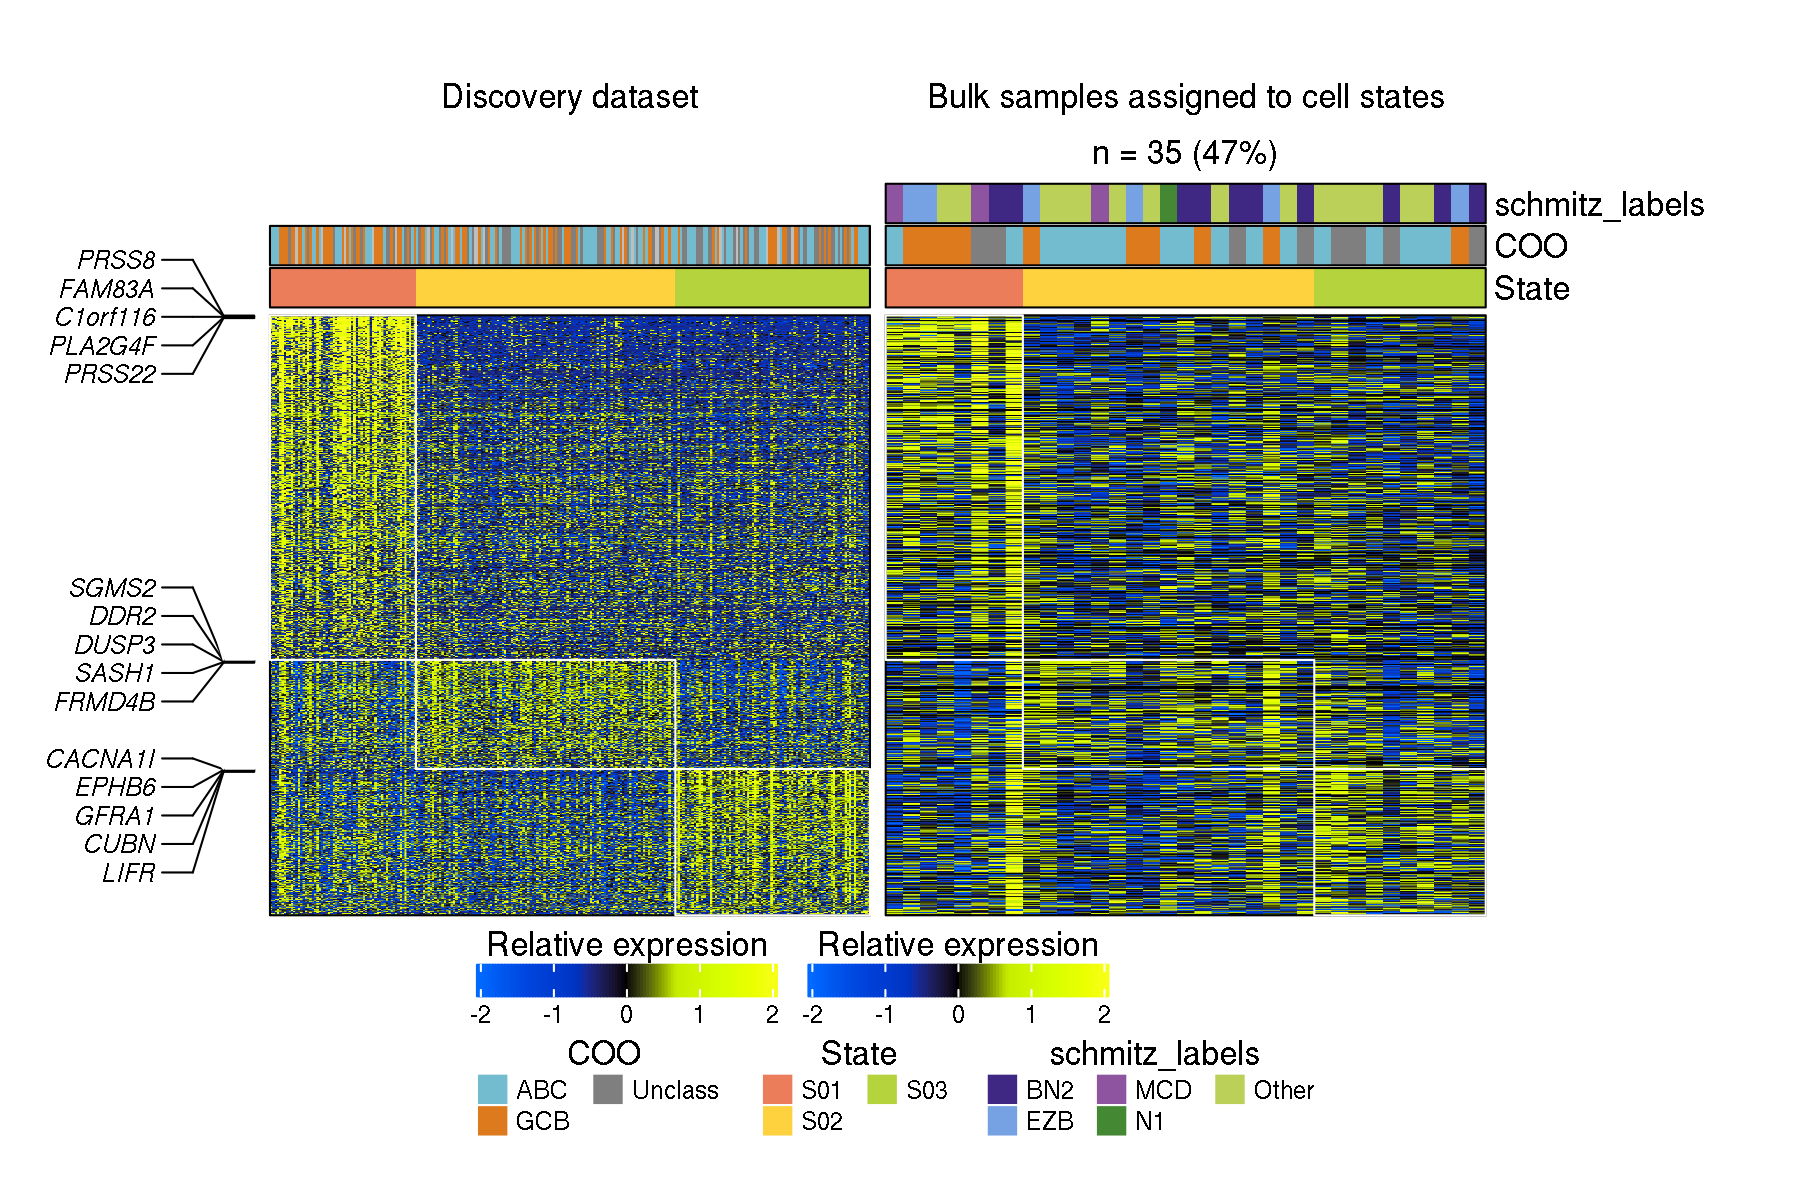 Discovery dataset
Bulk samples assigned to cell states
n = 35 (47%)
schmitz_labels
COO
State
PRSS8
FAM83A
C1orf116
PLA2G4F
PRSS22
SGMS2
DDR2
DUSP3
SASH1
FRMD4B
CACNA1I
EPHB6
GFRA1
CUBN
LIFR
Relative expression
-2 -1 0 1 2
Relative expression
-2 -1 0 1 2
COO
ABC
GCB
Unclass
State
S01
S02
S03
schmitz_labels
BN2
EZB
MCD
N1
Other